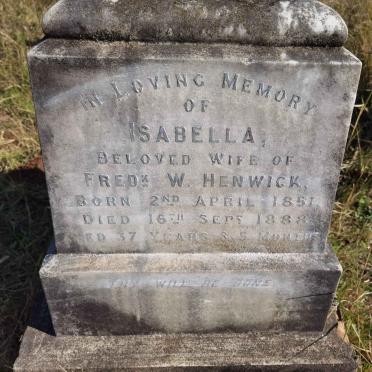 IN LOVING MEMORY
OF
ISABELLA,
BELOVED WIFE OF
FREDK W. HENWICK,
BORN 2ND APRIL 1851
DIED 16TH SEPT 1888
AGED 37 YEARS & 5 MONTHS
THY WILL BE DONE